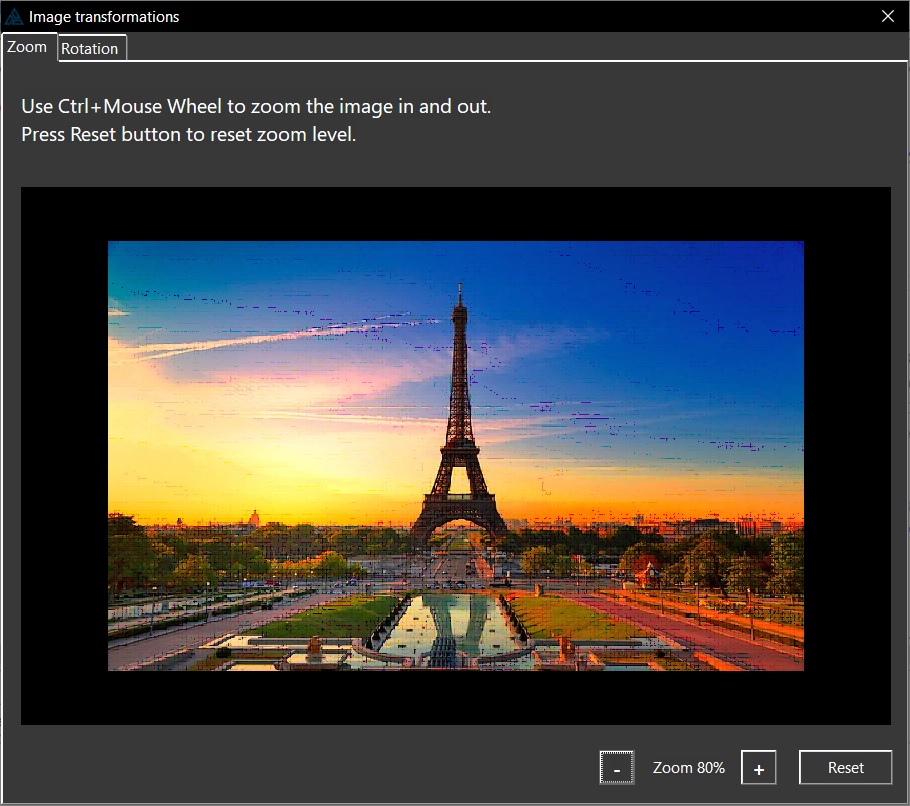 Image transformations
Zoom
Rotation
Use Ctrl+Mouse Wheel to zoom the image in and out.
Press Reset button to reset zoom level.
-
Zoom 80%
+
Reset